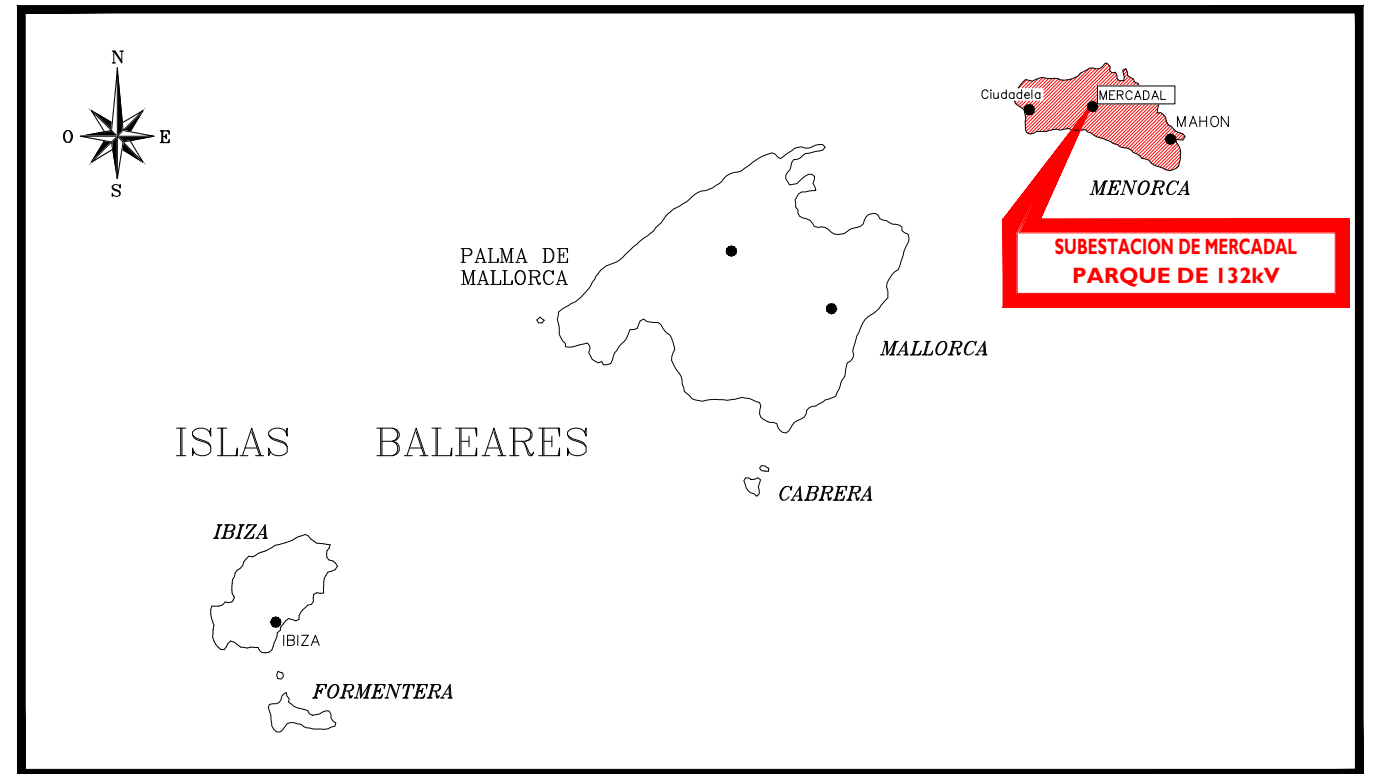 N
O
E
S
Ciudadela
MERCADAL
MAHON
MENORCA
SUBESTACION DE MERCADAL
PARQUE DE 132kV
PALMA DE
MALLORCA
MALLORCA
ISLAS BALEARES
CABRERA
IBIZA
IBIZA
FORMENTERA